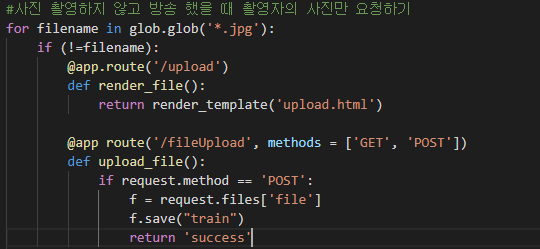 #사진 촬영하지 않고 방송 했을 때 촬영자의 사진만 요청하기
for filename in glob.glob('*.jpg'):
    if (!=filename):
        @app.route('/upload')
        def render_file():
            return render_template('upload.html')
        @app route('/fileUpload', methods = ['GET', 'POST'])
        def upload_file():
            if request.method == 'POST':
                f = request.files['file']
                f.save("train")
                return 'success'